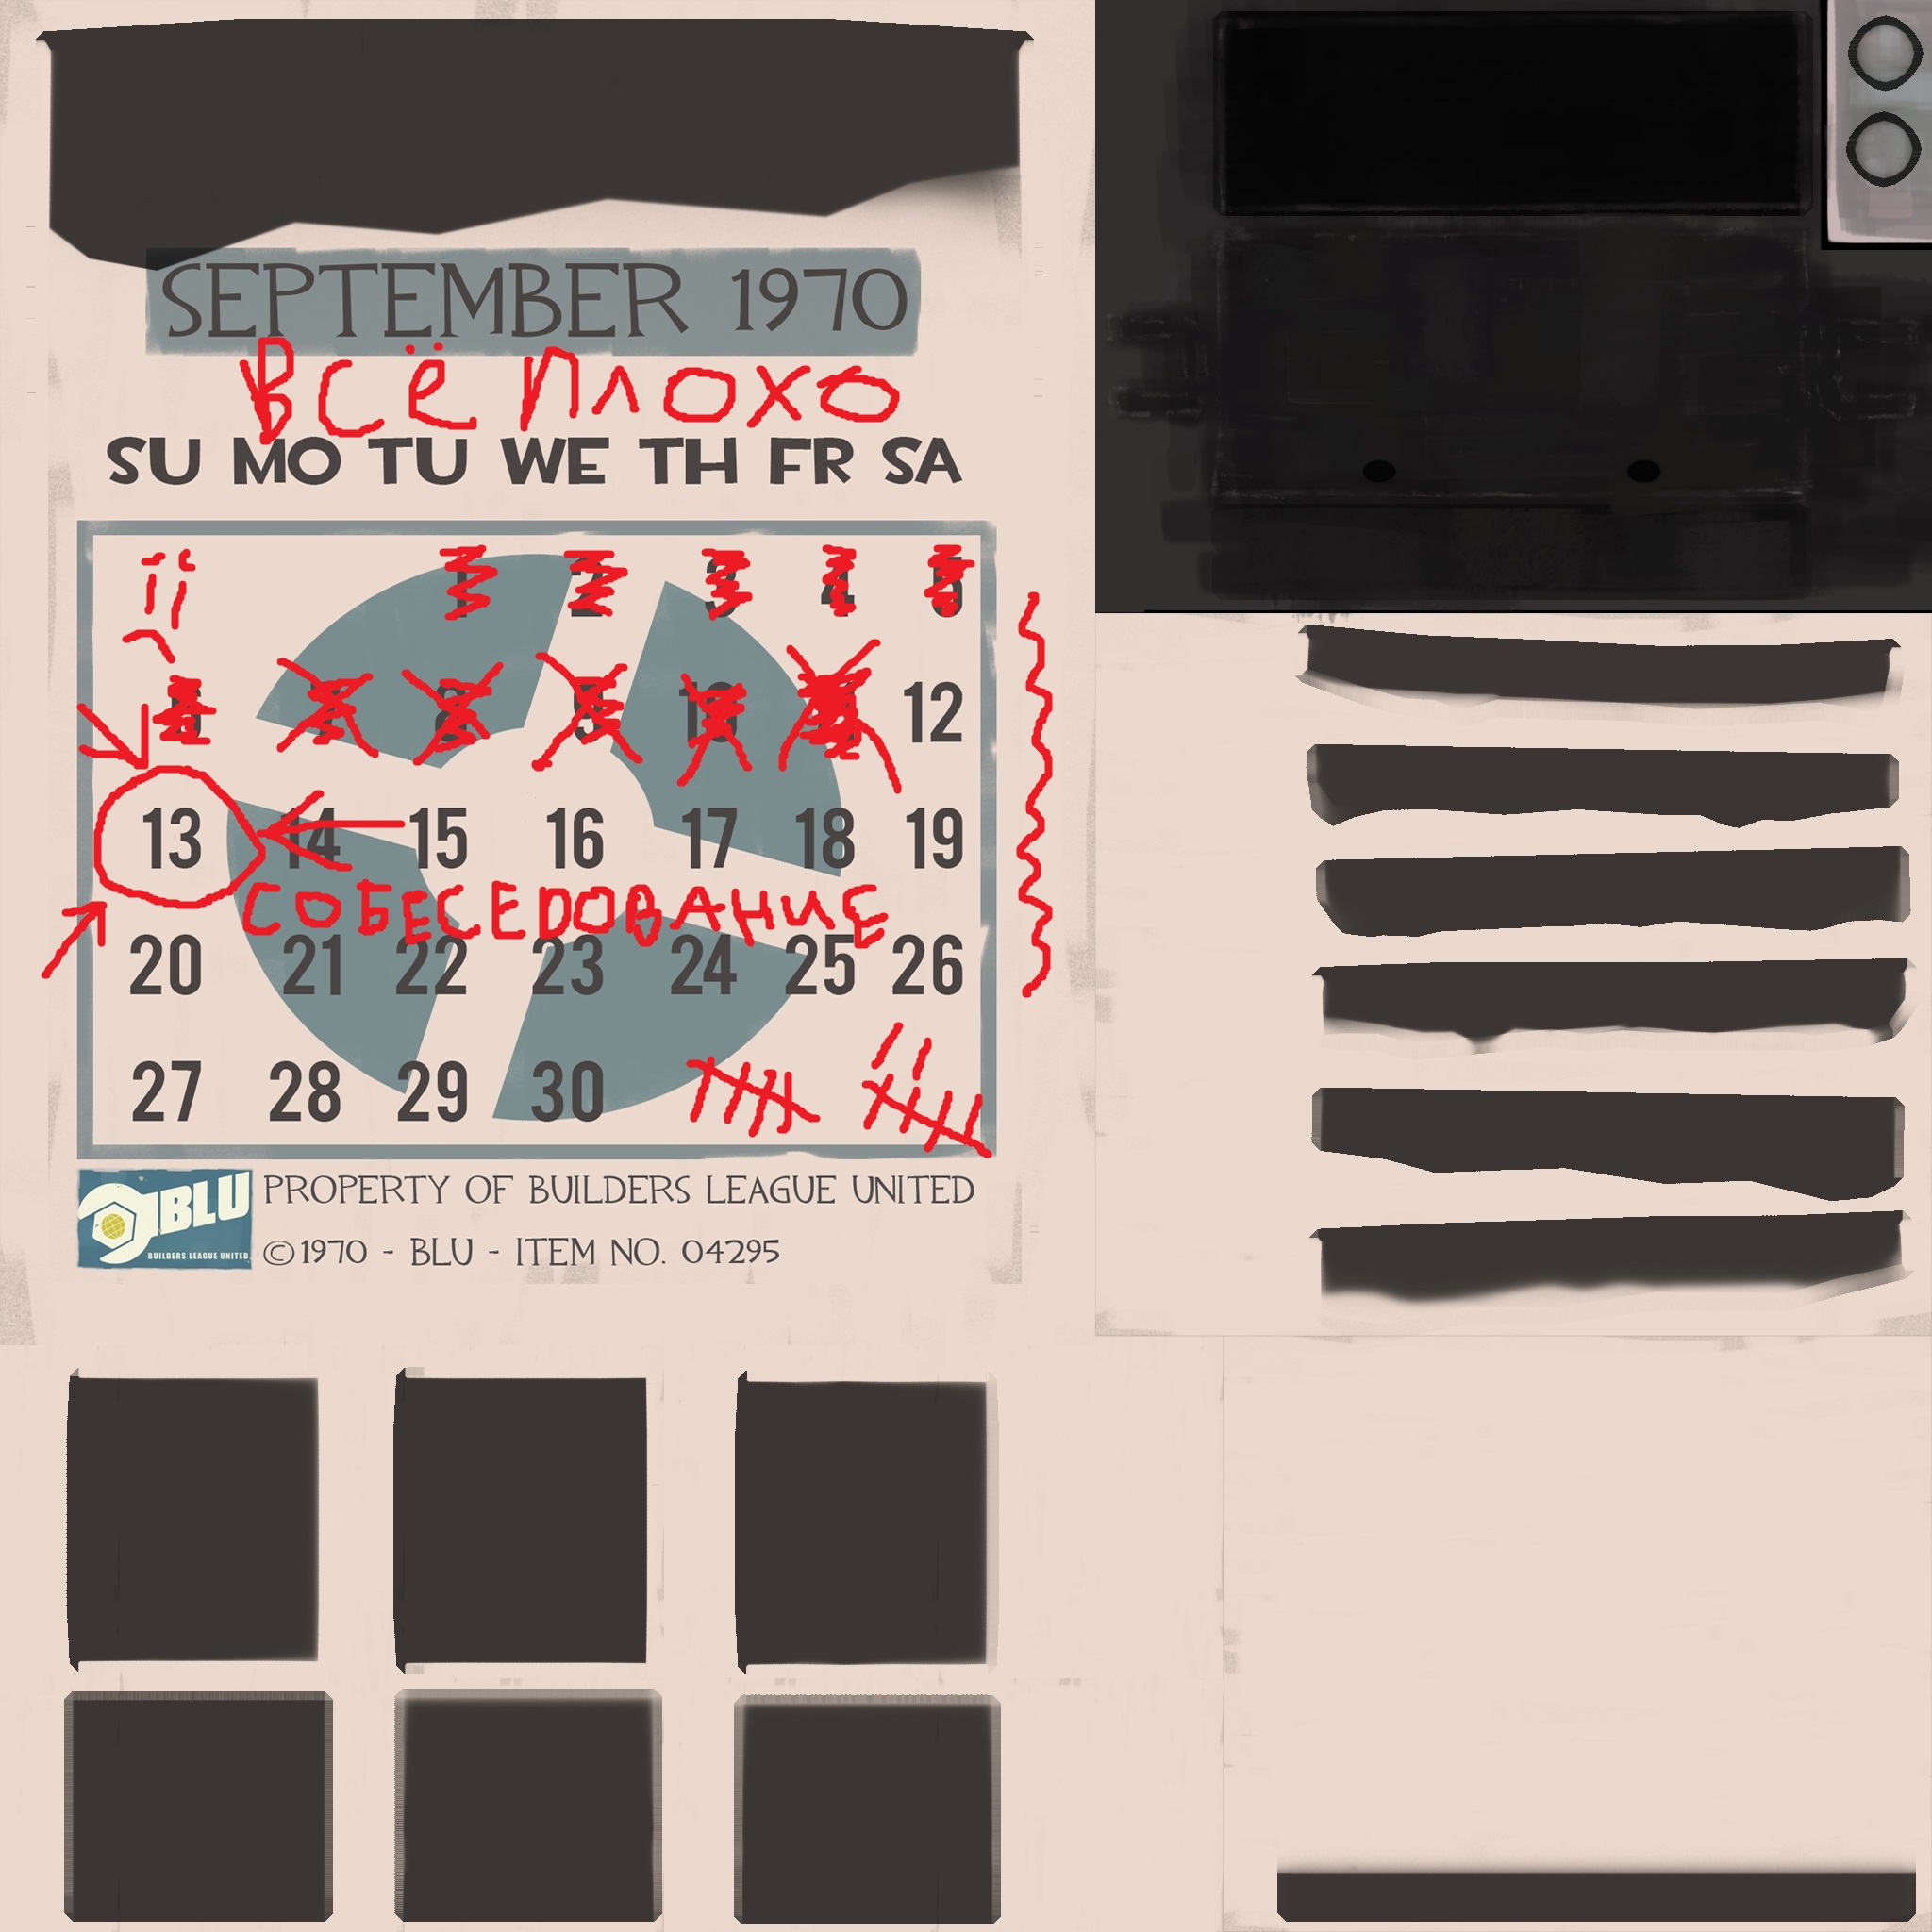 SEPTEMBER 1970
ВСЁ ПЛОХО
SU MO TU WE TH FR SA
1 2 3 4 5
6 7 8 9 10 11 12
13 14 15 16 17 18 19
СОБЕСЕДОВАНИЕ
20 21 22 23 24 25 26
27 28 29 30
BLU
BUILDERS LEAGUE UNITED
PROPERTY OF BUILDERS LEAGUE UNITED
©1970 - BLU - ITEM NO. 04295